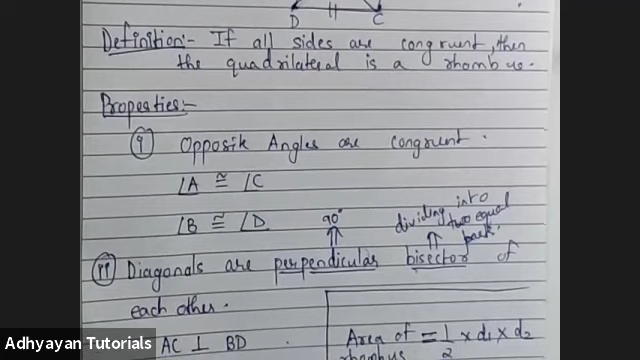 D C
Definition:- If all sides are congruent, then
the quadrilateral is a rhombus.
Properties:-
(i) Opposite Angles are congruent.
∠A ≅ ∠C
∠B ≅ ∠D 90° dividing into
two equal
part.
(ii) Diagonals are perpendicular bisector of
each other.
AC ⊥ BD
Area of = 1/2 × d1 × d2
rhombus
Adhyayan Tutorials